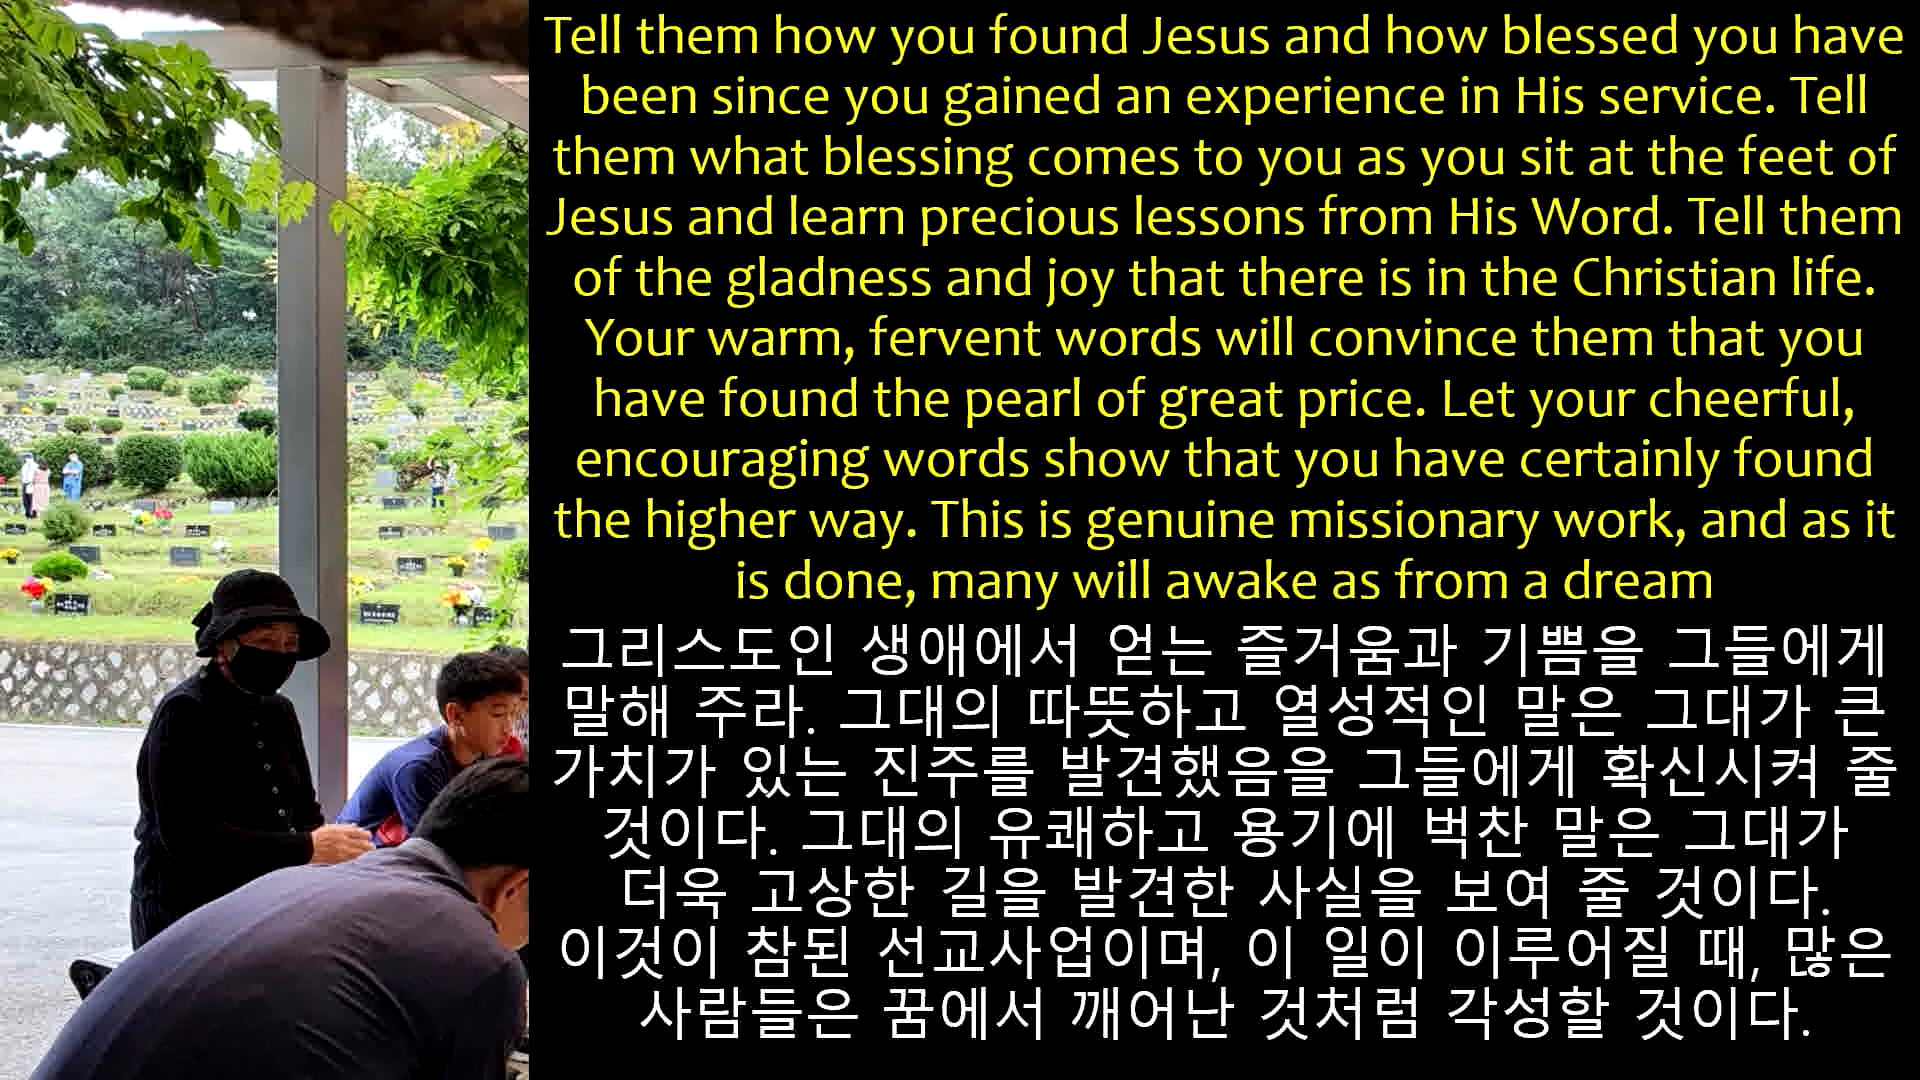 Tell them how you found Jesus and how blessed you have
been since you gained an experience in His service. Tell
them what blessing comes to you as you sit at the feet of
Jesus and learn precious lessons from His Word. Tell them
of the gladness and joy that there is in the Christian life.
Your warm, fervent words will convince them that you
have found the pearl of great price. Let your cheerful,
encouraging words show that you have certainly found
the higher way. This is genuine missionary work, and as it
is done, many will awake as from a dream
그리스도인 생애에서 얻는 즐거움과 기쁨을 그들에게
말해 주라. 그대의 따뜻하고 열성적인 말은 그대가 큰
가치가 있는 진주를 발견했음을 그들에게 확신시켜 줄
것이다. 그대의 유쾌하고 용기에 벅찬 말은 그대가
더욱 고상한 길을 발견한 사실을 보여 줄 것이다.
이것이 참된 선교사업이며, 이 일이 이루어질 때, 많은
사람들은 꿈에서 깨어난 것처럼 각성할 것이다.